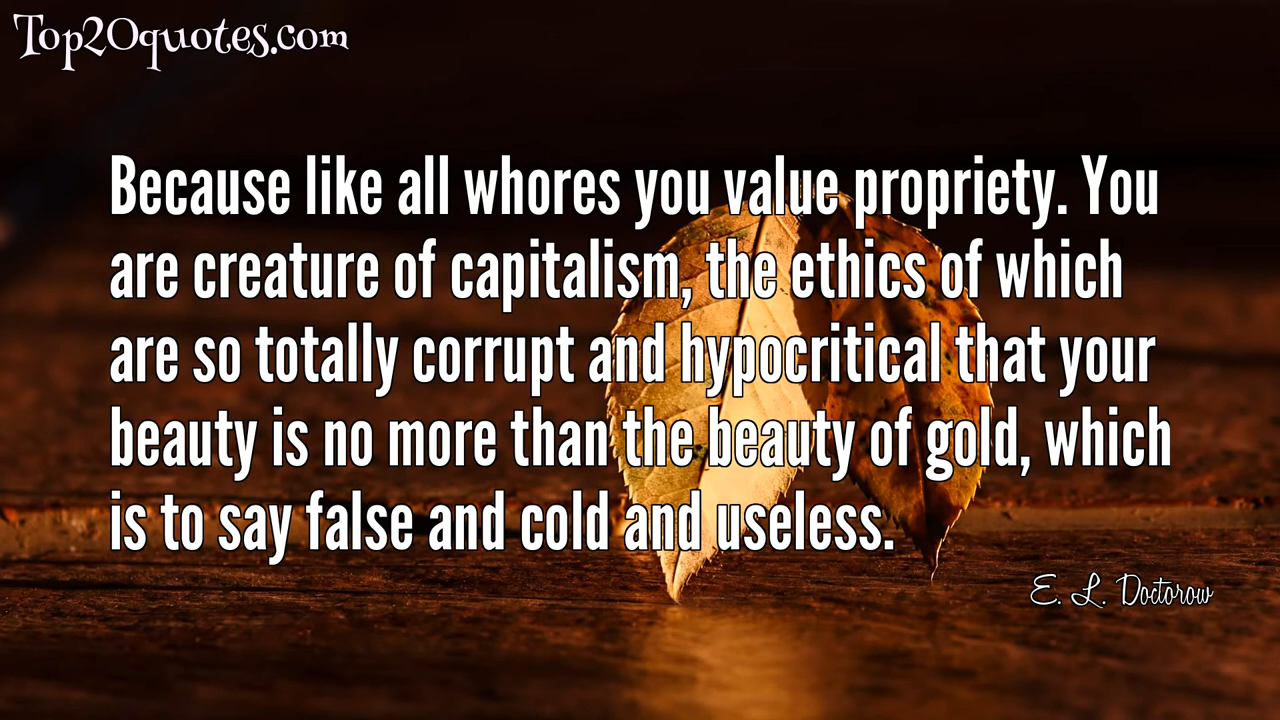 Top20quotes.com
Because like all whores you value propriety. You
are creature of capitalism, the ethics of which
are so totally corrupt and hypocritical that your
beauty is no more than the beauty of gold, which
is to say false and cold and useless.
E. L. Doctorow